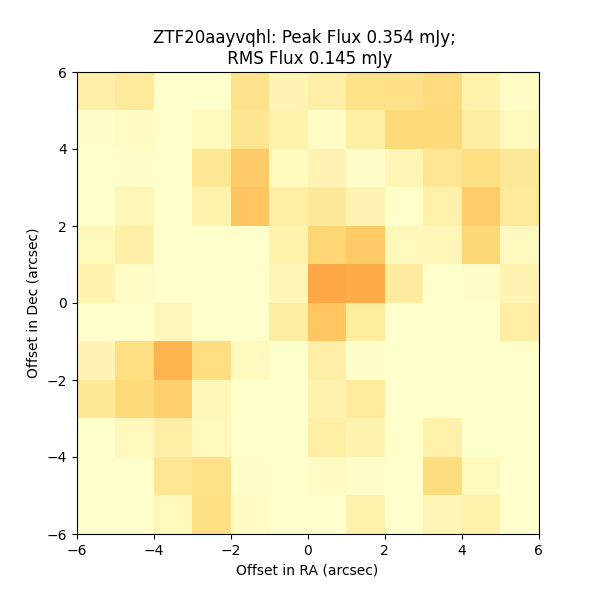 ZTF20aayvqhl: Peak Flux 0.354 mJy;
RMS Flux 0.145 mJy
6
4
2
0
−2
−4
−6
Offset in Dec (arcsec)
−6 −4 −2 0 2 4 6
Offset in RA (arcsec)